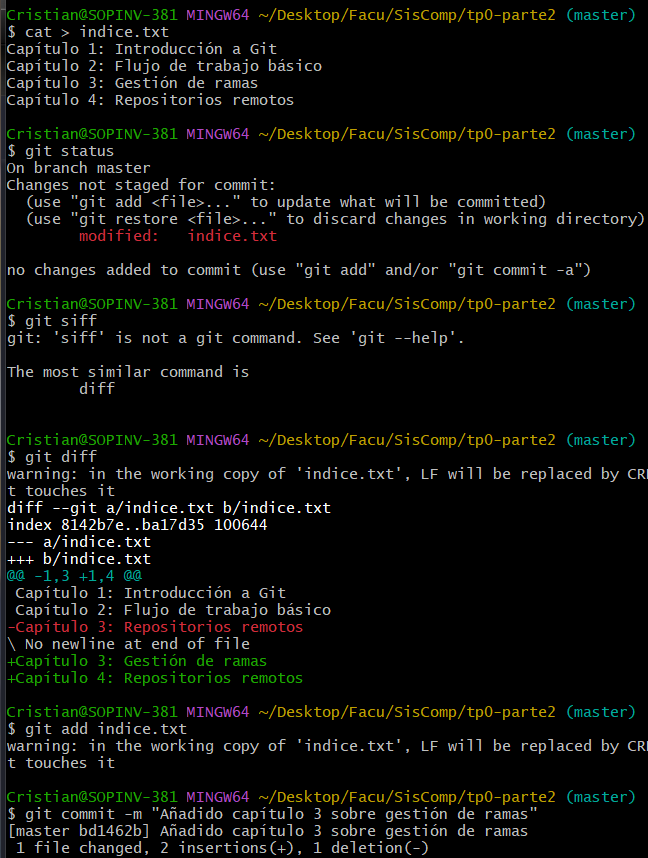 Cristian@SOPINV-381 MINGW64 ~/Desktop/Facu/SisComp/tp0-parte2 (master)
$ cat > indice.txt
Capítulo 1: Introducción a Git
Capítulo 2: Flujo de trabajo básico
Capítulo 3: Gestión de ramas
Capítulo 4: Repositorios remotos
Cristian@SOPINV-381 MINGW64 ~/Desktop/Facu/SisComp/tp0-parte2 (master)
$ git status
On branch master
Changes not staged for commit:
  (use "git add <file>..." to update what will be committed)
  (use "git restore <file>..." to discard changes in working directory)
        modified:   indice.txt
no changes added to commit (use "git add" and/or "git commit -a")
Cristian@SOPINV-381 MINGW64 ~/Desktop/Facu/SisComp/tp0-parte2 (master)
$ git siff
git: 'siff' is not a git command. See 'git --help'.
The most similar command is
        diff
Cristian@SOPINV-381 MINGW64 ~/Desktop/Facu/SisComp/tp0-parte2 (master)
$ git diff
warning: in the working copy of 'indice.txt', LF will be replaced by CR
t touches it
diff --git a/indice.txt b/indice.txt
index 8142b7e..ba17d35 100644
--- a/indice.txt
+++ b/indice.txt
@@ -1,3 +1,4 @@
 Capítulo 1: Introducción a Git
 Capítulo 2: Flujo de trabajo básico
-Capítulo 3: Repositorios remotos
\ No newline at end of file
+Capítulo 3: Gestión de ramas
+Capítulo 4: Repositorios remotos
Cristian@SOPINV-381 MINGW64 ~/Desktop/Facu/SisComp/tp0-parte2 (master)
$ git add indice.txt
warning: in the working copy of 'indice.txt', LF will be replaced by CR
t touches it
Cristian@SOPINV-381 MINGW64 ~/Desktop/Facu/SisComp/tp0-parte2 (master)
$ git commit -m "Añadido capítulo 3 sobre gestión de ramas"
[master bd1462b] Añadido capítulo 3 sobre gestión de ramas
 1 file changed, 2 insertions(+), 1 deletion(-)